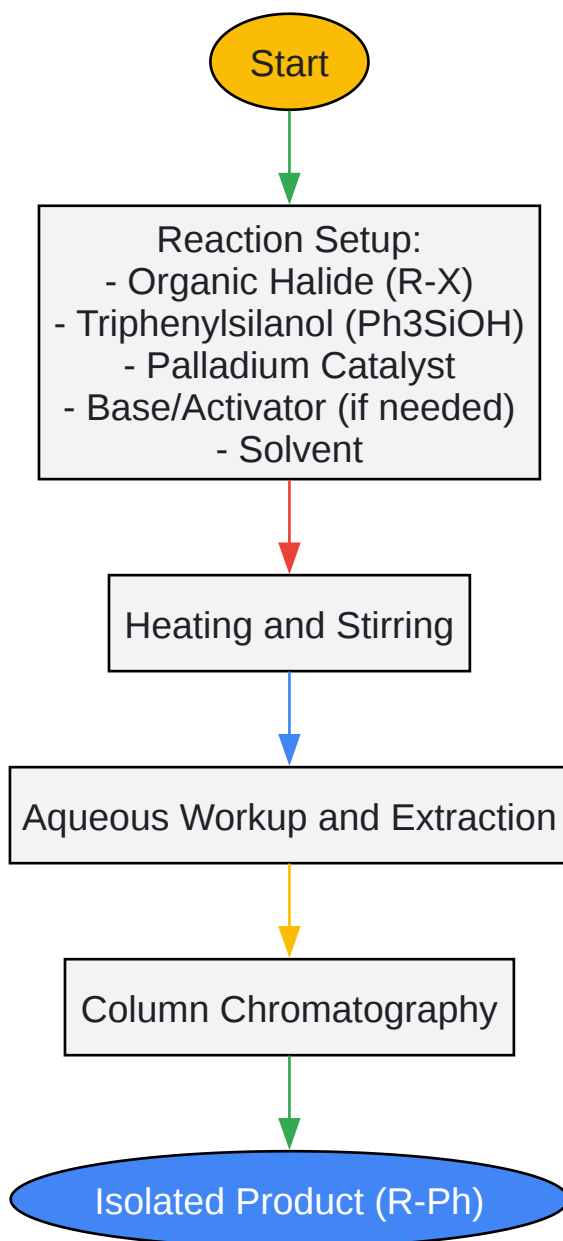 Start
Reaction Setup:
- Organic Halide (R-X)
- Triphenylsilanol (Ph3SiOH)
- Palladium Catalyst
- Base/Activator (if needed)
- Solvent
Heating and Stirring
Aqueous Workup and Extraction
Column Chromatography
Isolated Product (R-Ph)